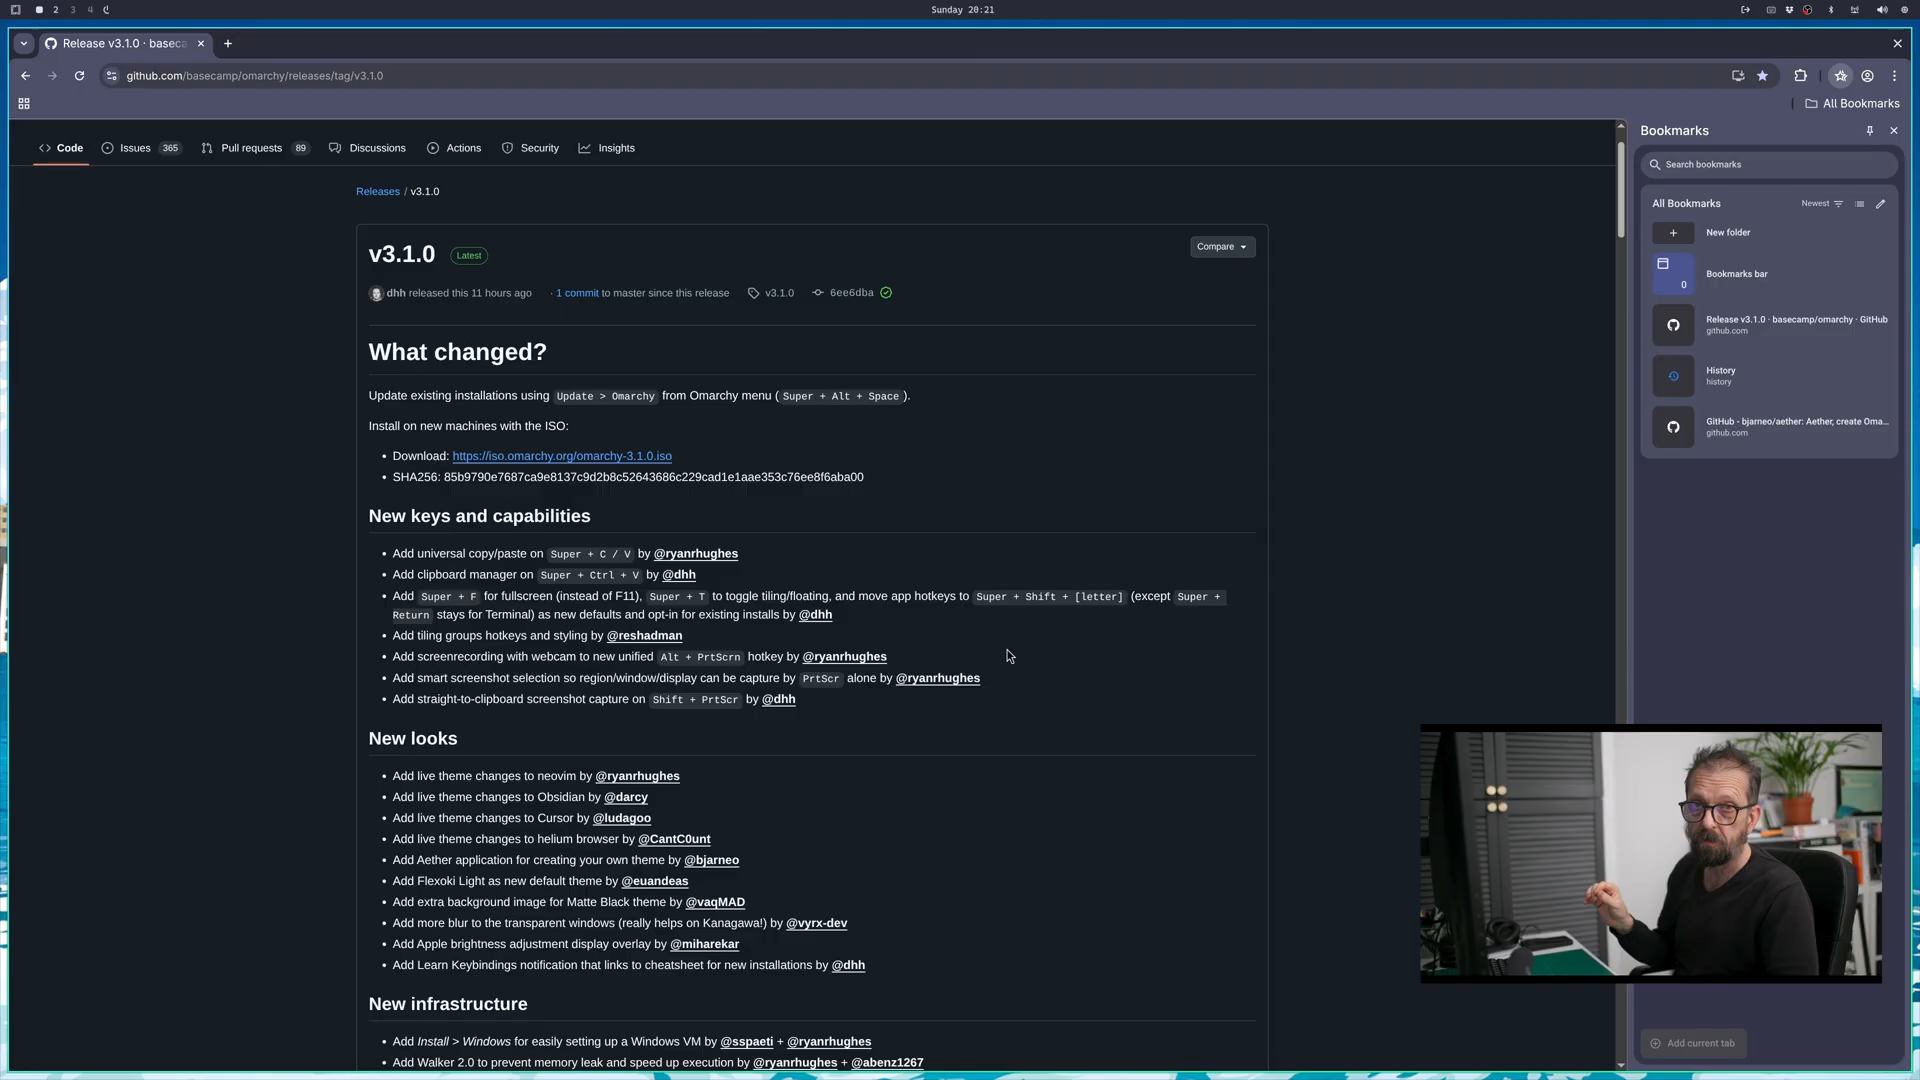 2 3 4
Sunday 20:21
Release v3.1.0 · baseca
github.com/basecamp/omarchy/releases/tag/v3.1.0
All Bookmarks
Code
Issues 365
Pull requests 89
Discussions
Actions
Security
Insights
Releases / v3.1.0
v3.1.0 Latest
Compare
dhh released this 11 hours ago · 1 commit to master since this release v3.1.0 6ee6dba
What changed?
Update existing installations using Update > Omarchy from Omarchy menu ( Super + Alt + Space ).
Install on new machines with the ISO:
• Download: https://iso.omarchy.org/omarchy-3.1.0.iso
• SHA256: 85b9790e7687ca9e8137c9d2b8c52643686c229cad1e1aae353c76ee8f6aba00
New keys and capabilities
• Add universal copy/paste on Super + C / V by @ryanrhughes
• Add clipboard manager on Super + Ctrl + V by @dhh
• Add Super + F for fullscreen (instead of F11), Super + T to toggle tiling/floating, and move app hotkeys to Super + Shift + [letter] (except Super +
Return stays for Terminal) as new defaults and opt-in for existing installs by @dhh
• Add tiling groups hotkeys and styling by @reshadman
• Add screenrecording with webcam to new unified Alt + PrtScrn hotkey by @ryanrhughes
• Add smart screenshot selection so region/window/display can be capture by PrtScr alone by @ryanrhughes
• Add straight-to-clipboard screenshot capture on Shift + PrtScr by @dhh
New looks
• Add live theme changes to neovim by @ryanrhughes
• Add live theme changes to Obsidian by @darcy
• Add live theme changes to Cursor by @ludagoo
• Add live theme changes to helium browser by @CantC0unt
• Add Aether application for creating your own theme by @bjarneo
• Add Flexoki Light as new default theme by @euandeas
• Add extra background image for Matte Black theme by @vaqMAD
• Add more blur to the transparent windows (really helps on Kanagawa!) by @vyrx-dev
• Add Apple brightness adjustment display overlay by @miharekar
• Add Learn Keybindings notification that links to cheatsheet for new installations by @dhh
New infrastructure
• Add Install > Windows for easily setting up a Windows VM by @sspaeti + @ryanrhughes
• Add Walker 2.0 to prevent memory leak and speed up execution by @ryanrhughes + @abenz1267
Bookmarks
Search bookmarks
All Bookmarks
Newest
New folder
0
Bookmarks bar
Release v3.1.0 · basecamp/omarchy · GitHub
github.com
History
history
GitHub - bjarneo/aether: Aether, create Oma...
github.com
Add current tab